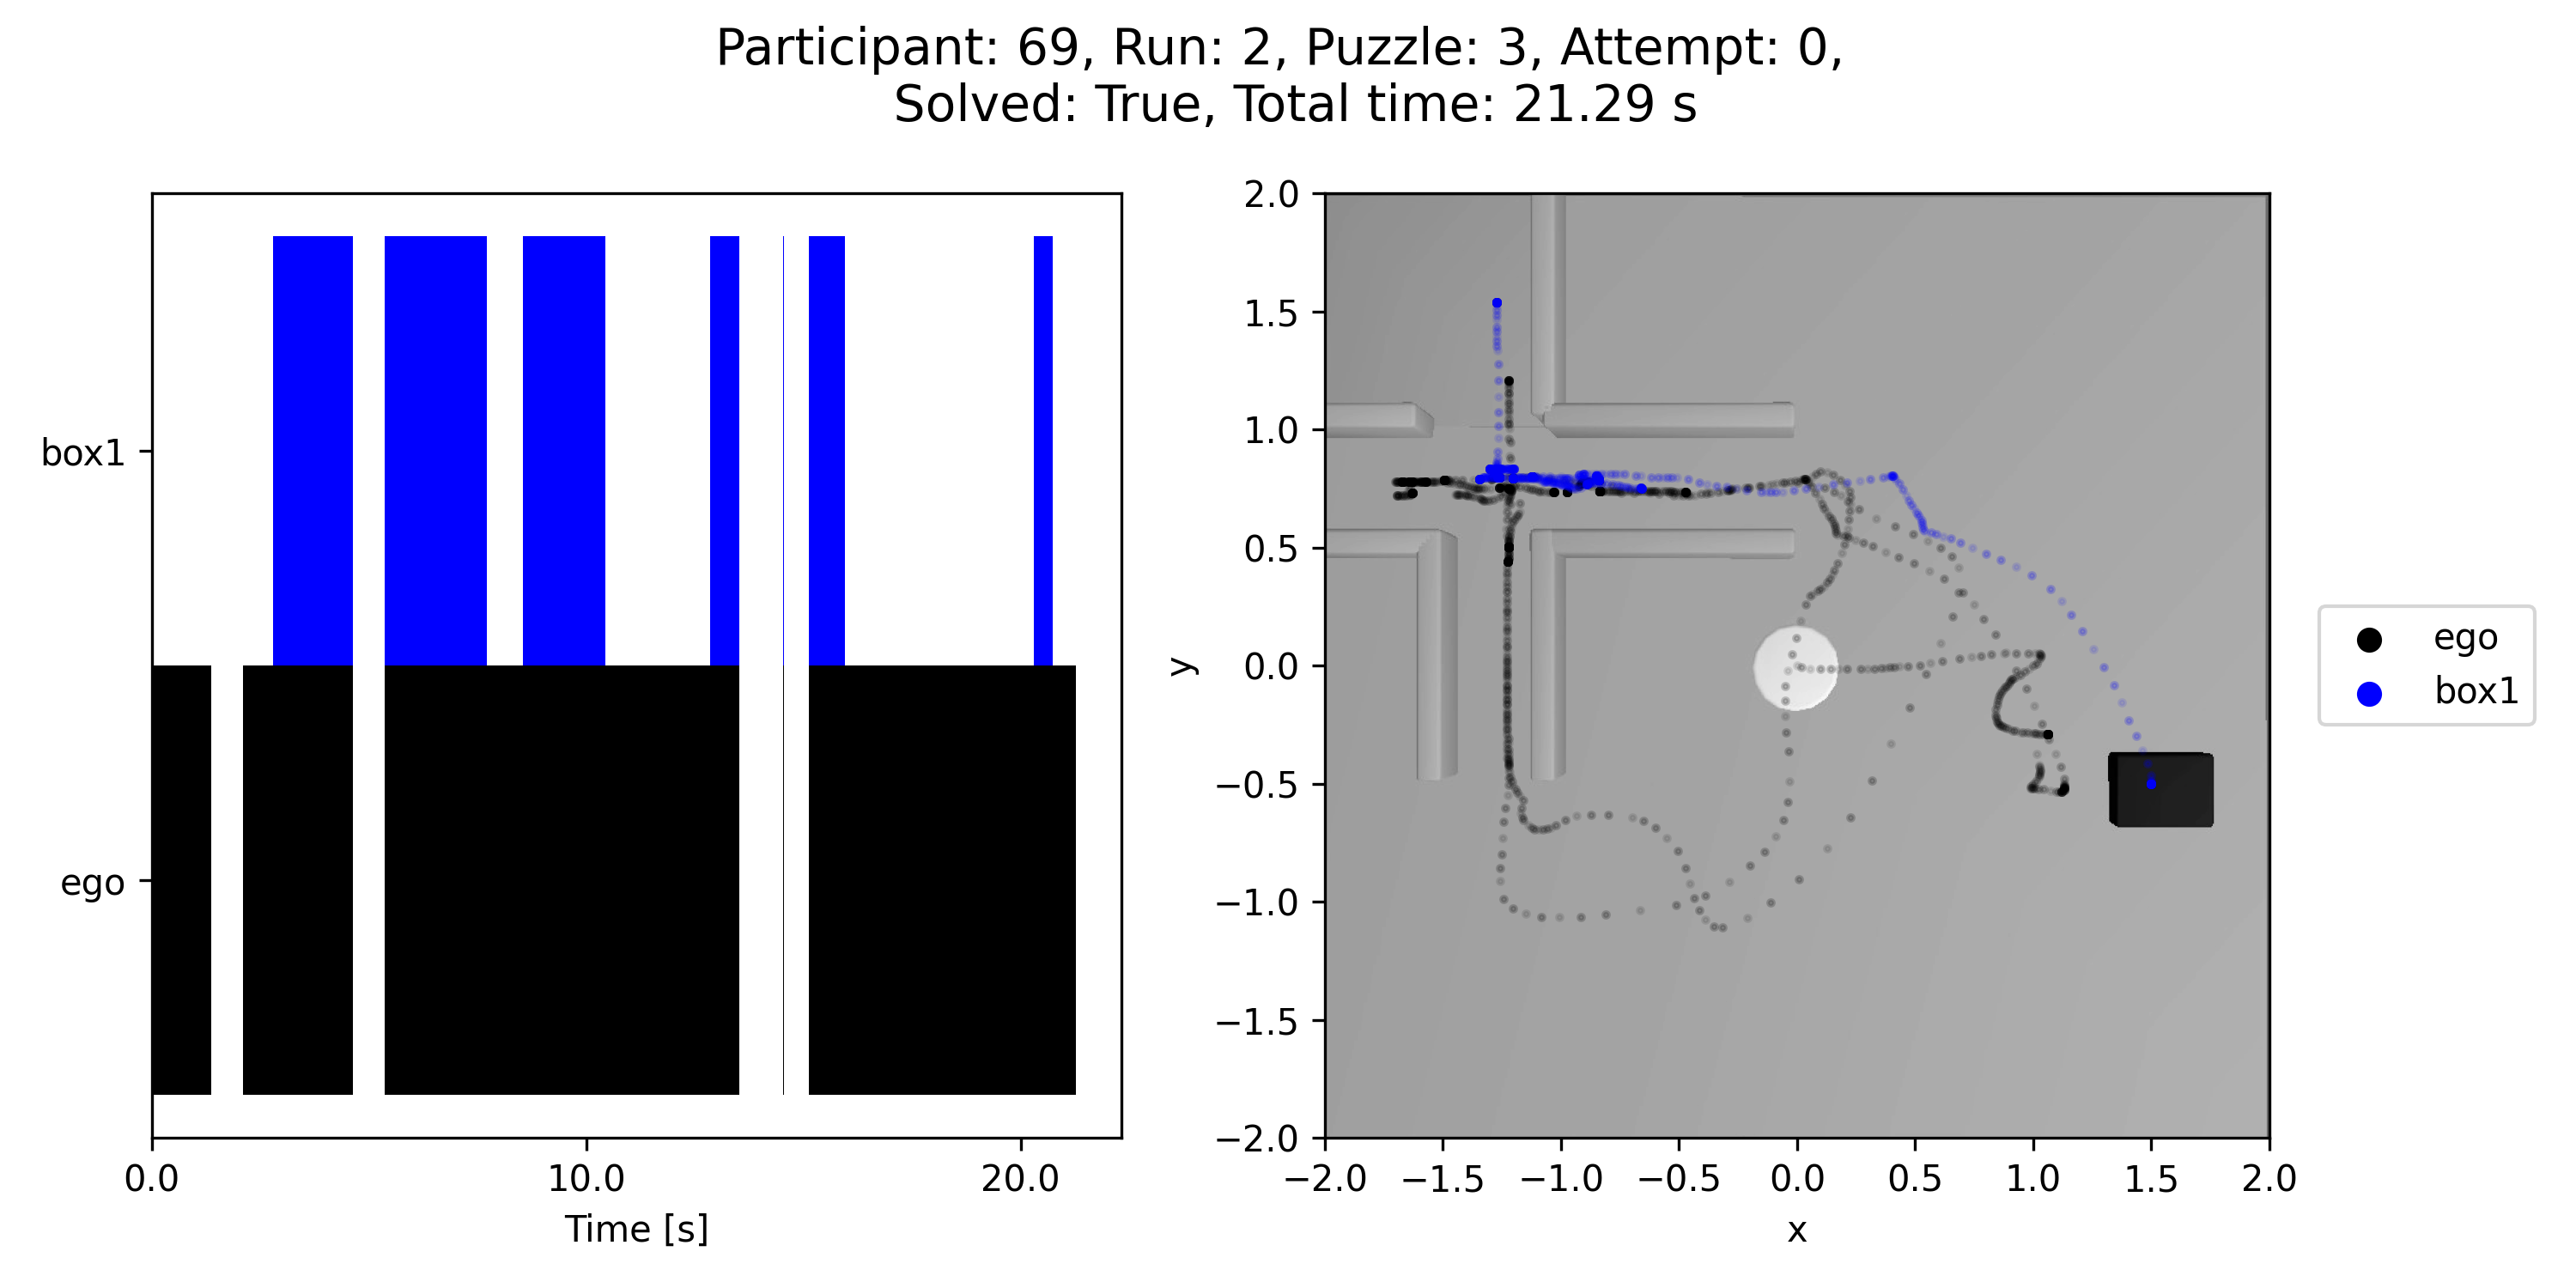 Participant: 69, Run: 2, Puzzle: 3, Attempt: 0,
Solved: True, Total time: 21.29 s
box1
ego
0.0
10.0
20.0
Time [s]
2.0
1.5
1.0
0.5
0.0
−0.5
−1.0
−1.5
−2.0
y
−2.0
−1.5
−1.0
−0.5
0.0
0.5
1.0
1.5
2.0
x
ego
box1